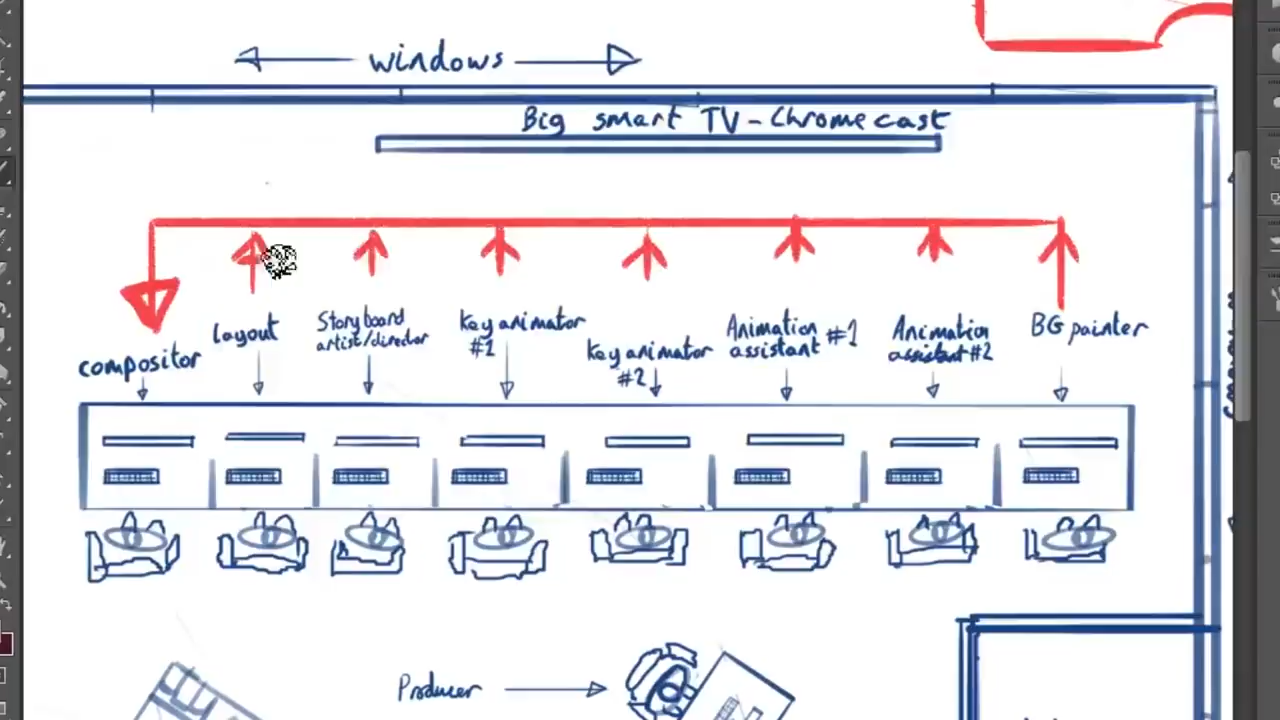 windows
Big smart TV - Chromecast
compositor
layout
Storyboard
artist/director
Key animator
#1
Key animator
#2
Animation
assistant #1
Animation
assistant #2
BG painter
Producer